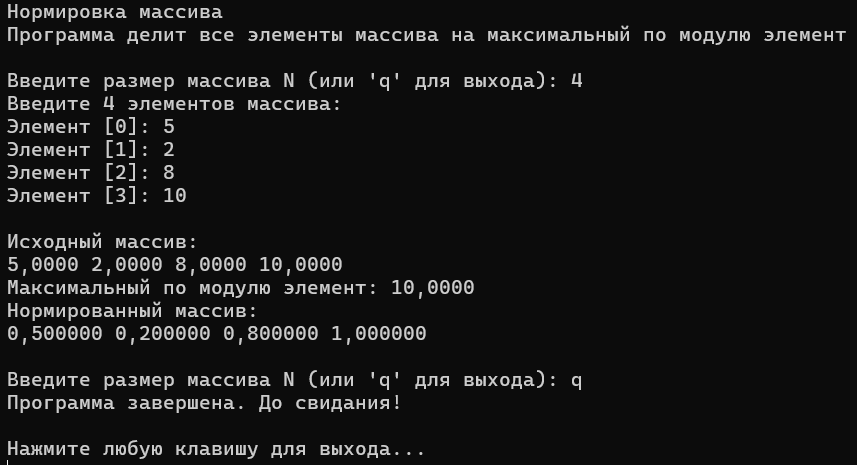 Нормировка массива
Программа делит все элементы массива на максимальный по модулю элемент
Введите размер массива N (или 'q' для выхода): 4
Введите 4 элементов массива:
Элемент [0]: 5
Элемент [1]: 2
Элемент [2]: 8
Элемент [3]: 10
Исходный массив:
5,0000 2,0000 8,0000 10,0000
Максимальный по модулю элемент: 10,0000
Нормированный массив:
0,500000 0,200000 0,800000 1,000000
Введите размер массива N (или 'q' для выхода): q
Программа завершена. До свидания!
Нажмите любую клавишу для выхода...